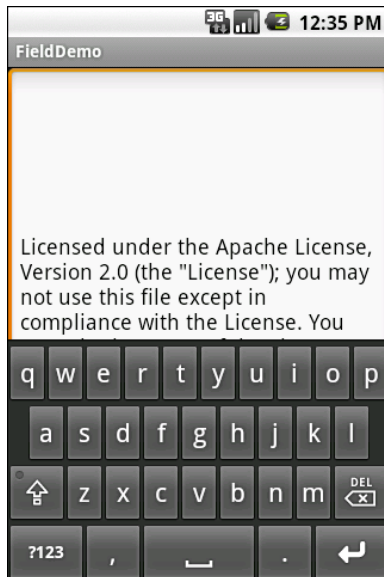 3G 12:35 PM
FieldDemo
Licensed under the Apache License,
Version 2.0 (the "License"); you may
not use this file except in
compliance with the License. You
q w e r t y u i o p
a s d f g h j k l
z x c v b n m DEL
?123 , .